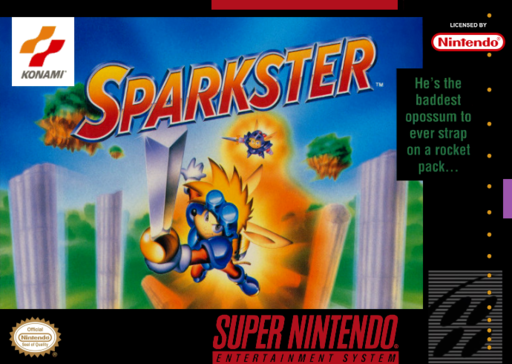 KONAMI
SPARKSTER
™
LICENSED BY
Nintendo
He's the
baddest
opossum to
ever strap
on a rocket
pack...
Official
Nintendo
Seal of Quality
SUPER NINTENDO
ENTERTAINMENT SYSTEM